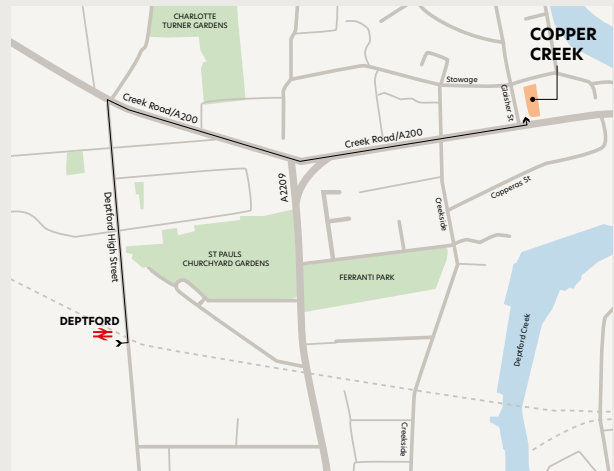 CHARLOTTE
TURNER GARDENS
COPPER
CREEK
Stowage
Glaisher St
Creek Road/A200
Creek Road/A200
A2209
Copperas St
Deptford High Street
Creekside
ST PAULS
CHURCHYARD GARDENS
FERRANTI PARK
DEPTFORD
Deptford Creek
Creekside